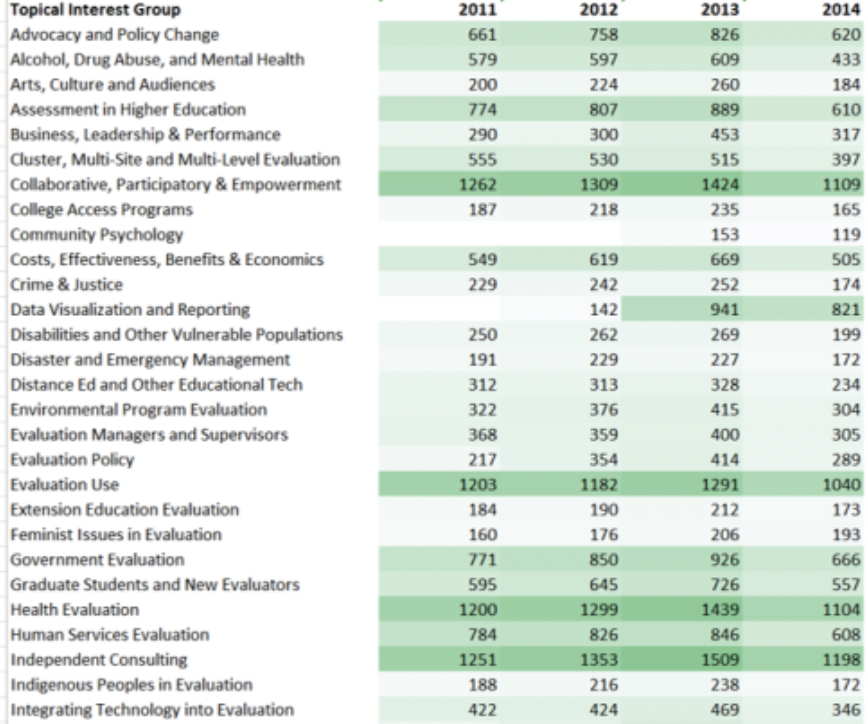 Topical Interest Group 2011 2012 2013 2014
Advocacy and Policy Change 661 758 826 620
Alcohol, Drug Abuse, and Mental Health 579 597 609 433
Arts, Culture and Audiences 200 224 260 184
Assessment in Higher Education 774 807 889 610
Business, Leadership & Performance 290 300 453 317
Cluster, Multi-Site and Multi-Level Evaluation 555 530 515 397
Collaborative, Participatory & Empowerment 1262 1309 1424 1109
College Access Programs 187 218 235 165
Community Psychology 153 119
Costs, Effectiveness, Benefits & Economics 549 619 669 505
Crime & Justice 229 242 252 174
Data Visualization and Reporting 142 941 821
Disabilities and Other Vulnerable Populations 250 262 269 199
Disaster and Emergency Management 191 229 227 172
Distance Ed and Other Educational Tech 312 313 328 234
Environmental Program Evaluation 322 376 415 304
Evaluation Managers and Supervisors 368 359 400 305
Evaluation Policy 217 354 414 289
Evaluation Use 1203 1182 1291 1040
Extension Education Evaluation 184 190 212 173
Feminist Issues in Evaluation 160 176 206 193
Government Evaluation 771 850 926 666
Graduate Students and New Evaluators 595 645 726 557
Health Evaluation 1200 1299 1439 1104
Human Services Evaluation 784 826 846 608
Independent Consulting 1251 1353 1509 1198
Indigenous Peoples in Evaluation 188 216 238 172
Integrating Technology into Evaluation 422 424 469 346